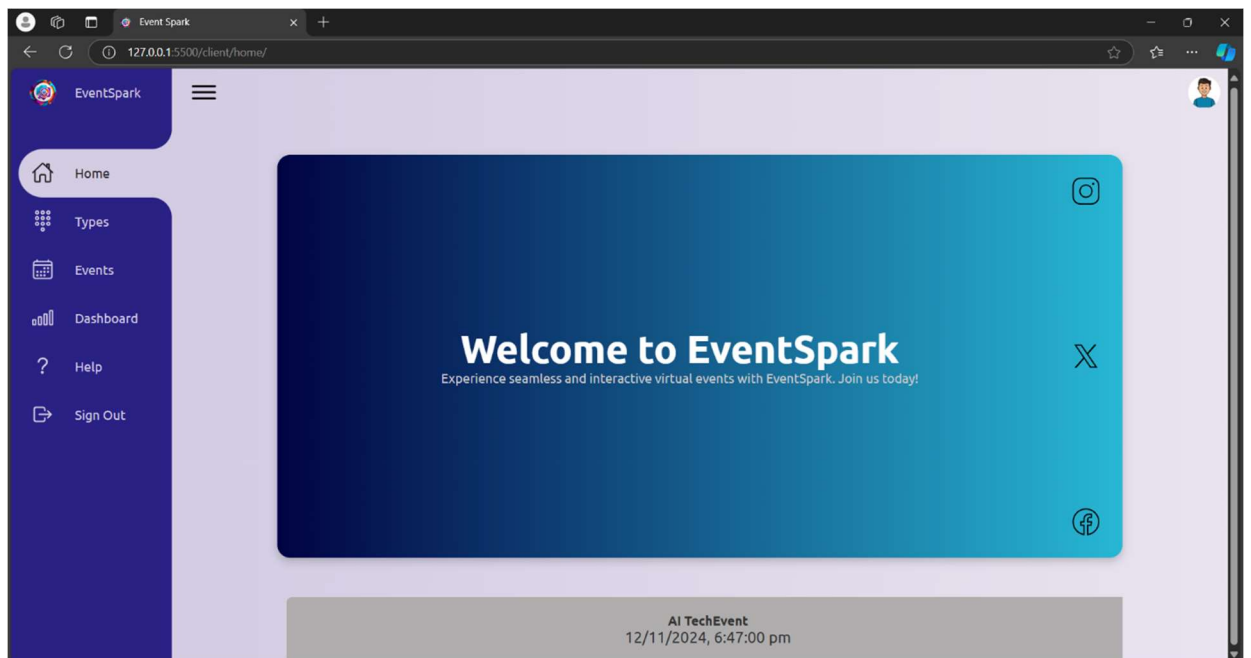 Event Spark
127.0.0.1:5500/client/home/
EventSpark
Home
Types
Events
Dashboard
Help
Sign Out
Welcome to EventSpark
Experience seamless and interactive virtual events with EventSpark. Join us today!
AI TechEvent
12/11/2024, 6:47:00 pm